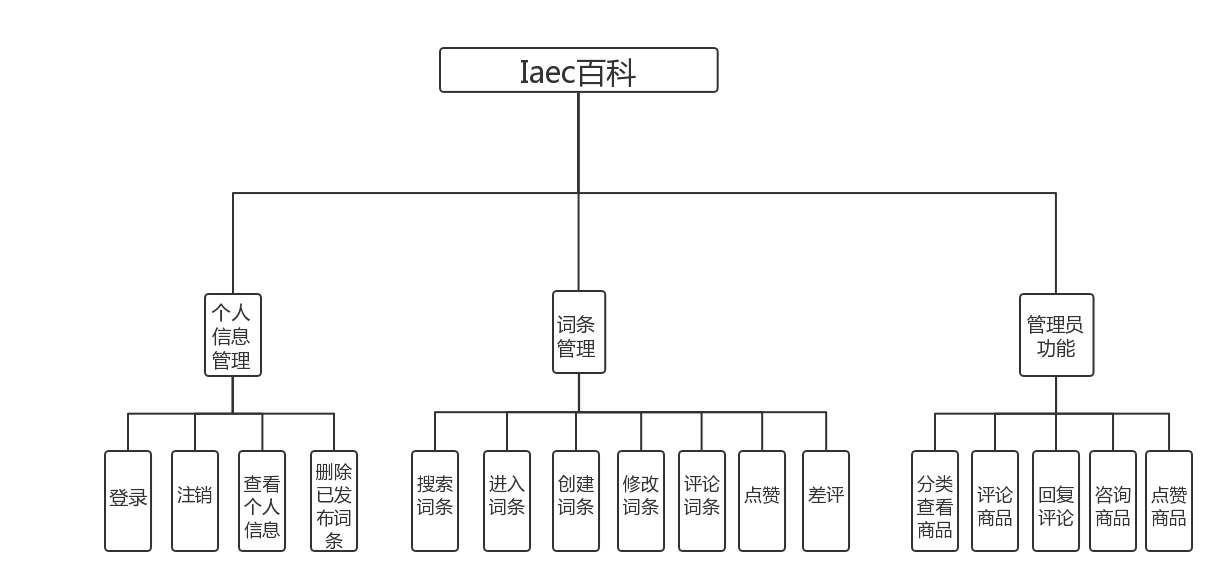 Iaec百科
个人
信息
管理
词条
管理
管理员
功能
登录
注销
查看
个人
信息
删除
已发
布词
条
搜索
词条
进入
词条
创建
词条
修改
词条
评论
词条
点赞
差评
分类
查看
商品
评论
商品
回复
评论
咨询
商品
点赞
商品